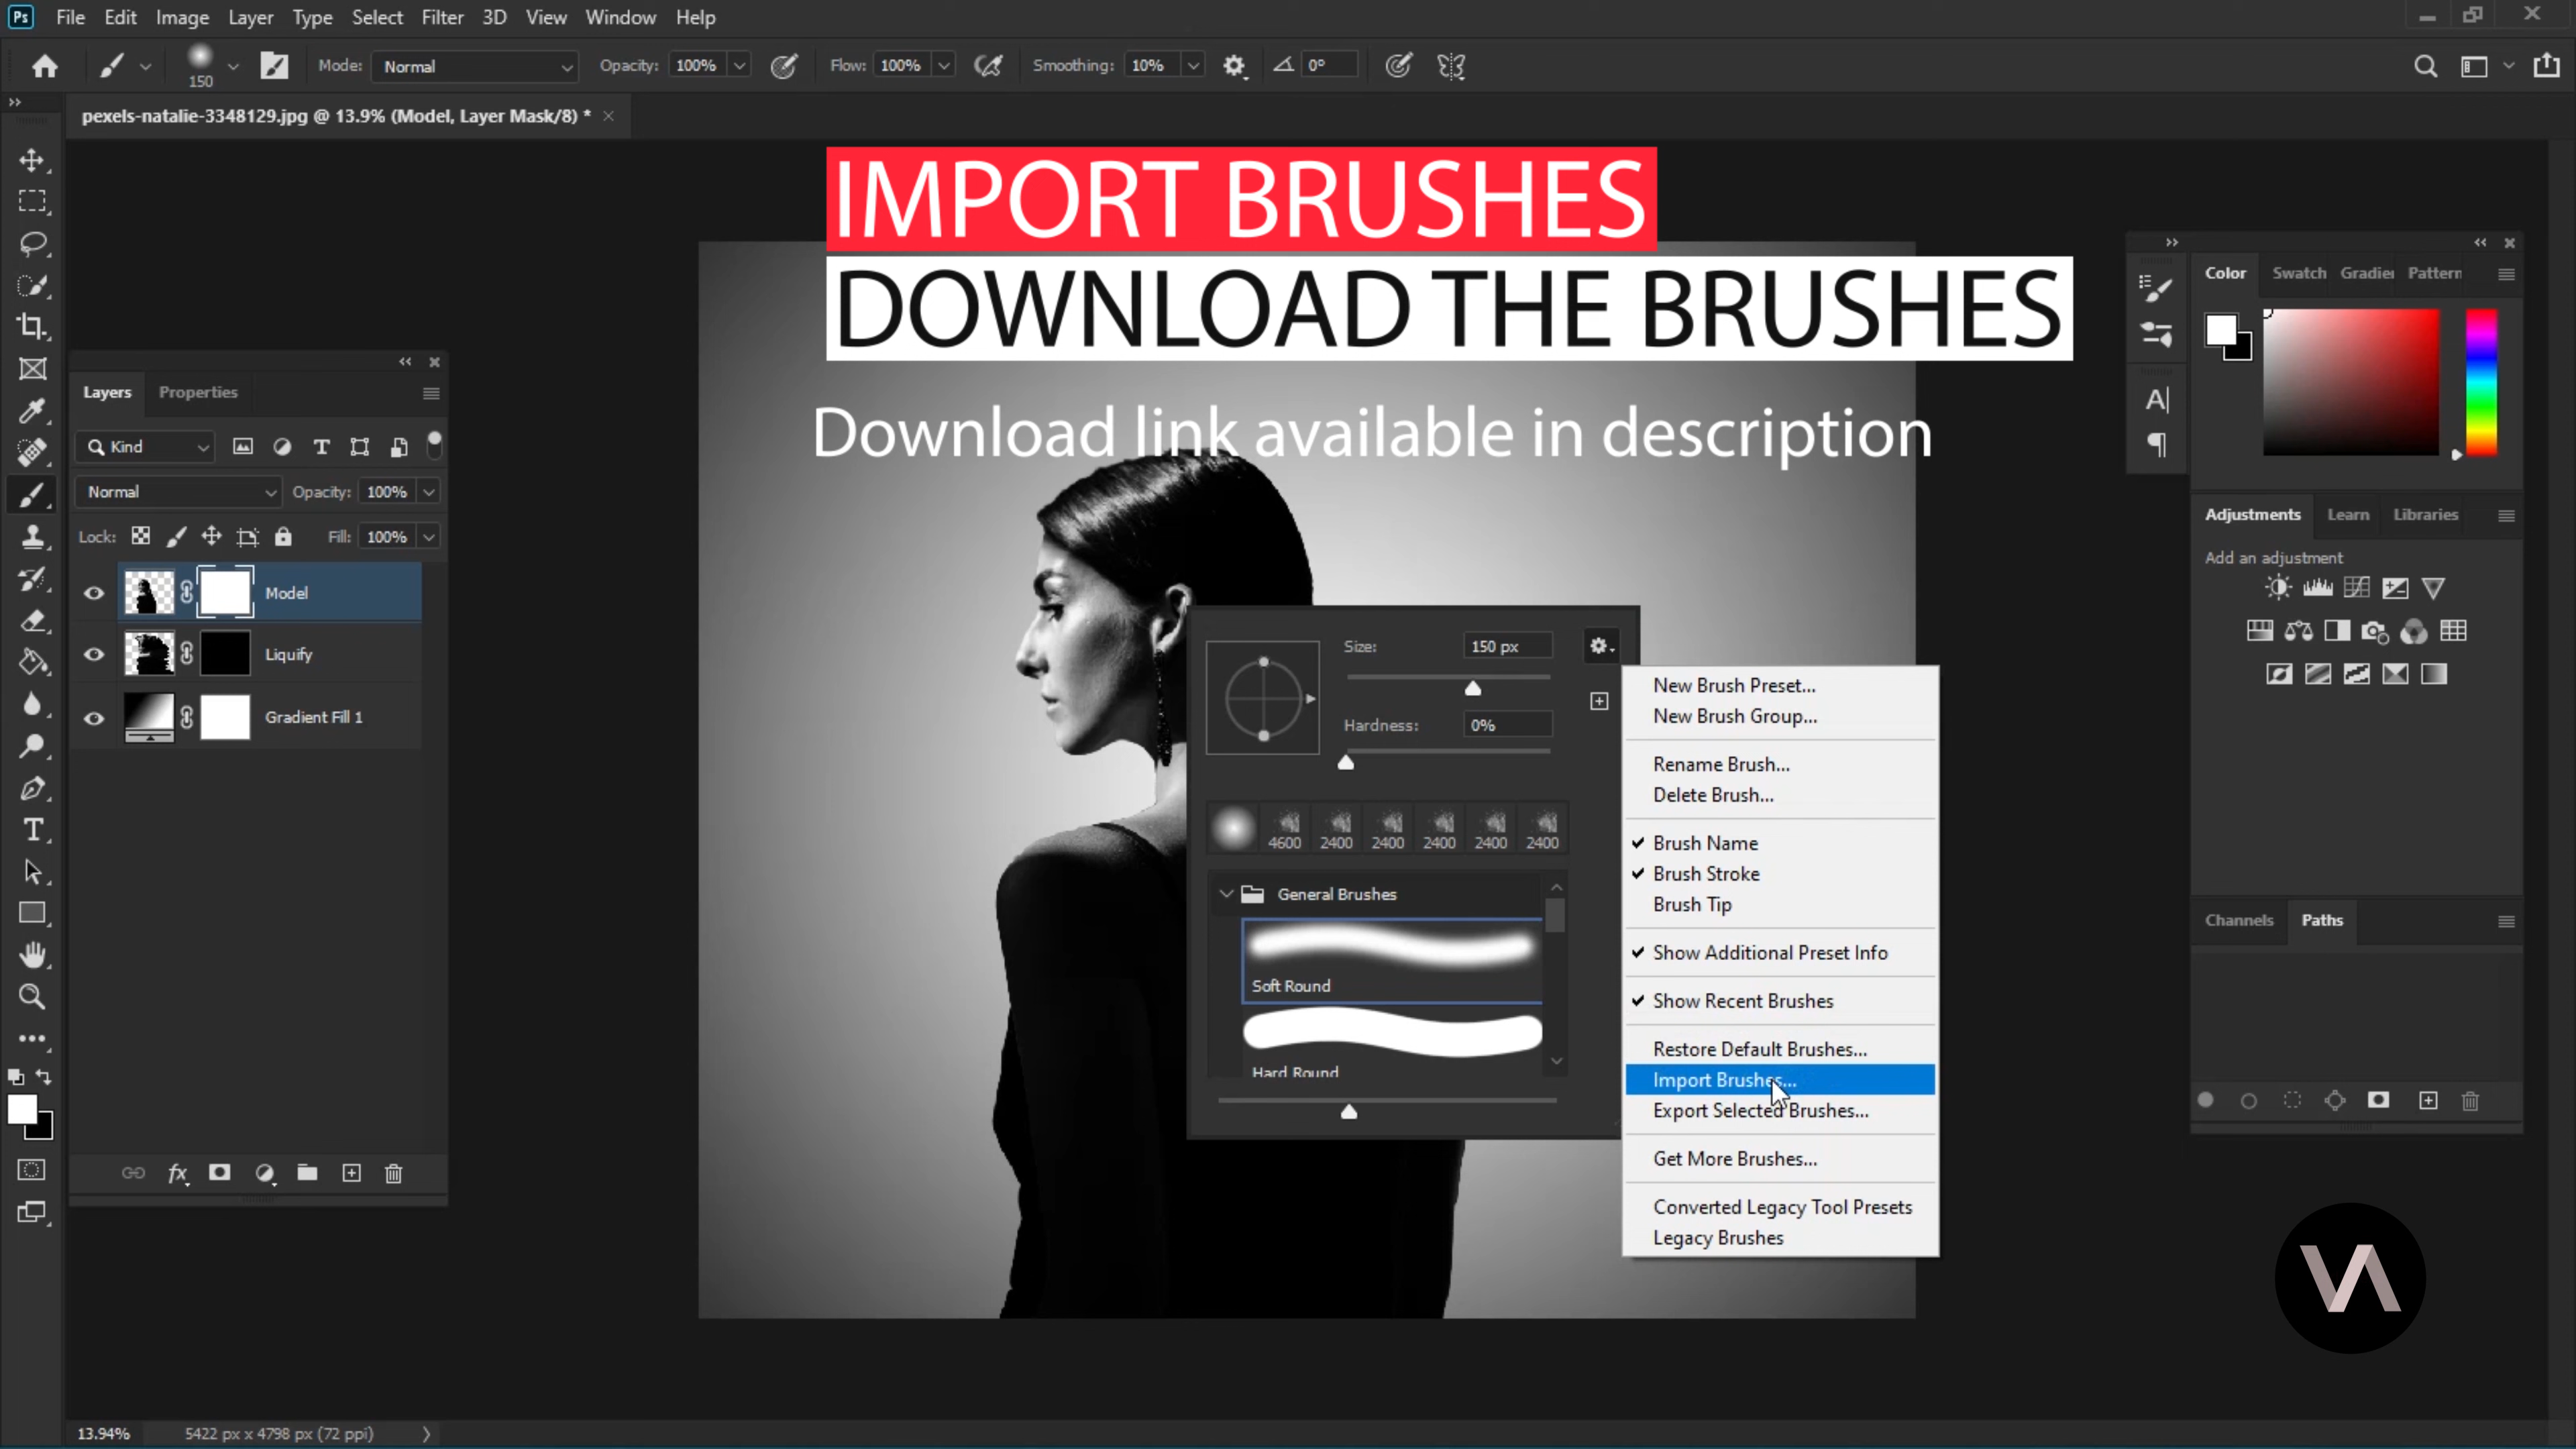 Ps File Edit Image Layer Type Select Filter 3D View Window Help
150 Mode: Normal Opacity: 100% Flow: 100% Smoothing: 10% 0°
pexels-natalie-3348129.jpg @ 13.9% (Model, Layer Mask/8) *
IMPORT BRUSHES
DOWNLOAD THE BRUSHES
Download link available in description
Layers Properties
Kind
Normal Opacity: 100%
Lock: Fill: 100%
Model
Liquify
Gradient Fill 1
Size: 150 px
Hardness: 0%
4600 2400 2400 2400 2400 2400
General Brushes
Soft Round
Hard Round
New Brush Preset...
New Brush Group...
Rename Brush...
Delete Brush...
Brush Name
Brush Stroke
Brush Tip
Show Additional Preset Info
Show Recent Brushes
Restore Default Brushes...
Import Brushes...
Export Selected Brushes...
Get More Brushes...
Converted Legacy Tool Presets
Legacy Brushes
Color Swatch Gradie Pattern
Adjustments Learn Libraries
Add an adjustment
Channels Paths
13.94% 5422 px x 4798 px (72 ppi)